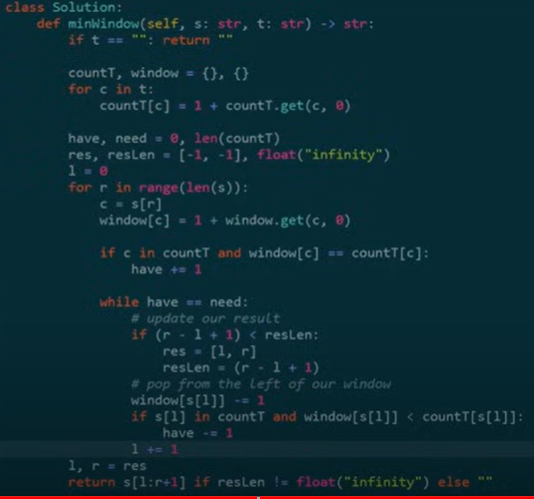 class Solution:
    def minWindow(self, s: str, t: str) -> str:
        if t == "": return ""

        countT, window = {}, {}
        for c in t:
            countT[c] = 1 + countT.get(c, 0)

        have, need = 0, len(countT)
        res, resLen = [-1, -1], float("infinity")
        l = 0
        for r in range(len(s)):
            c = s[r]
            window[c] = 1 + window.get(c, 0)

            if c in countT and window[c] == countT[c]:
                have += 1

            while have == need:
                # update our result
                if (r - l + 1) < resLen:
                    res = [l, r]
                    resLen = (r - l + 1)
                # pop from the left of our window
                window[s[l]] -= 1
                if s[l] in countT and window[s[l]] < countT[s[l]]:
                    have -= 1
                l += 1
        l, r = res
        return s[l:r+1] if resLen != float("infinity") else ""